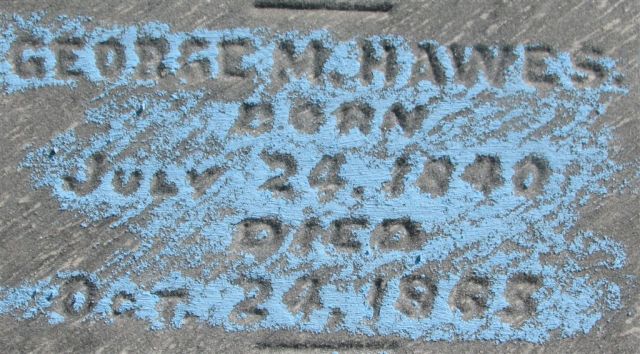 GEORGE M. HAWES.
BORN
JULY 24, 1840
DIED
OCT. 24, 1865